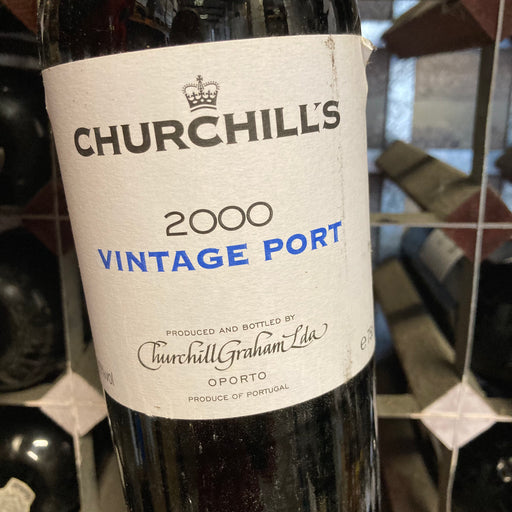 CHURCHILL'S
2000
VINTAGE PORT
PRODUCED AND BOTTLED BY
Churchill Graham Lda
OPORTO
PRODUCE OF PORTUGAL